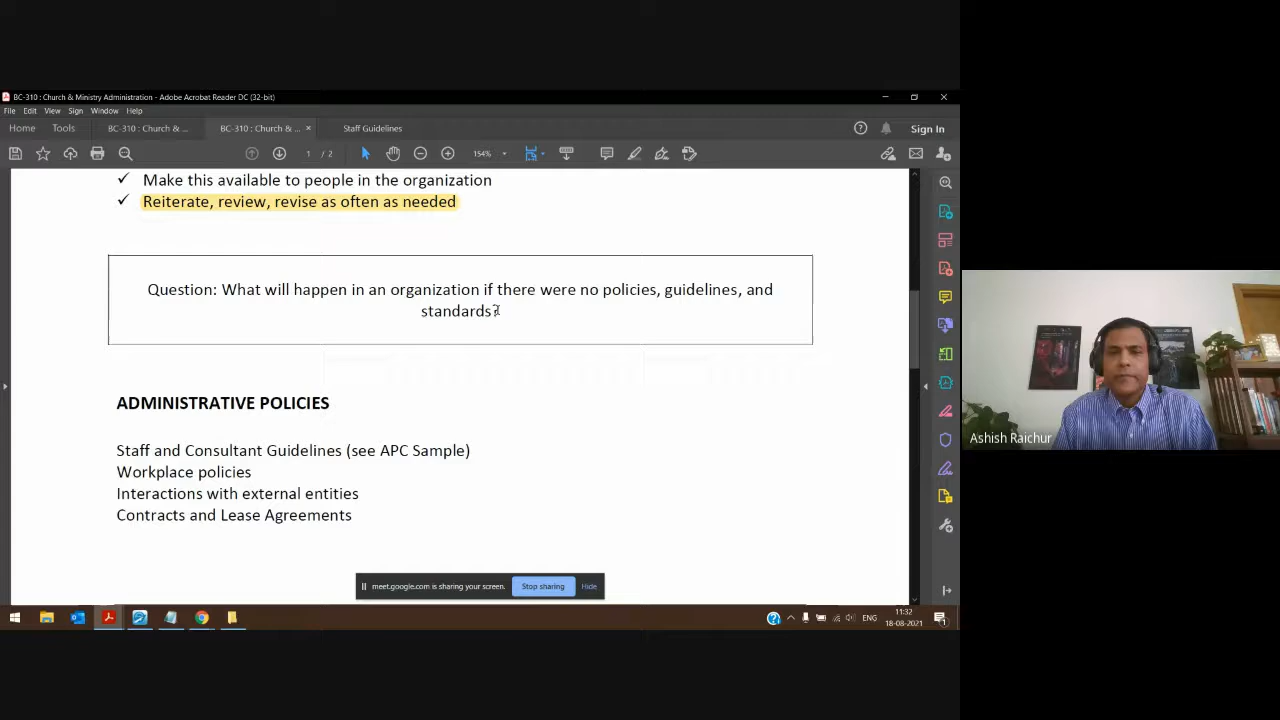 BC-310 : Church & Ministry Administration - Adobe Acrobat Reader DC (32-bit)
File Edit View Sign Window Help
Home Tools BC-310 : Church & ... BC-310 : Church & ... × Staff Guidelines Sign In
1 / 2 154%
✓ Make this available to people in the organization
✓ Reiterate, review, revise as often as needed
Question: What will happen in an organization if there were no policies, guidelines, and
standards?
ADMINISTRATIVE POLICIES
Staff and Consultant Guidelines (see APC Sample)
Workplace policies
Interactions with external entities
Contracts and Lease Agreements
Ashish Raichur
meet.google.com is sharing your screen. Stop sharing Hide
ENG 11:32
18-08-2021